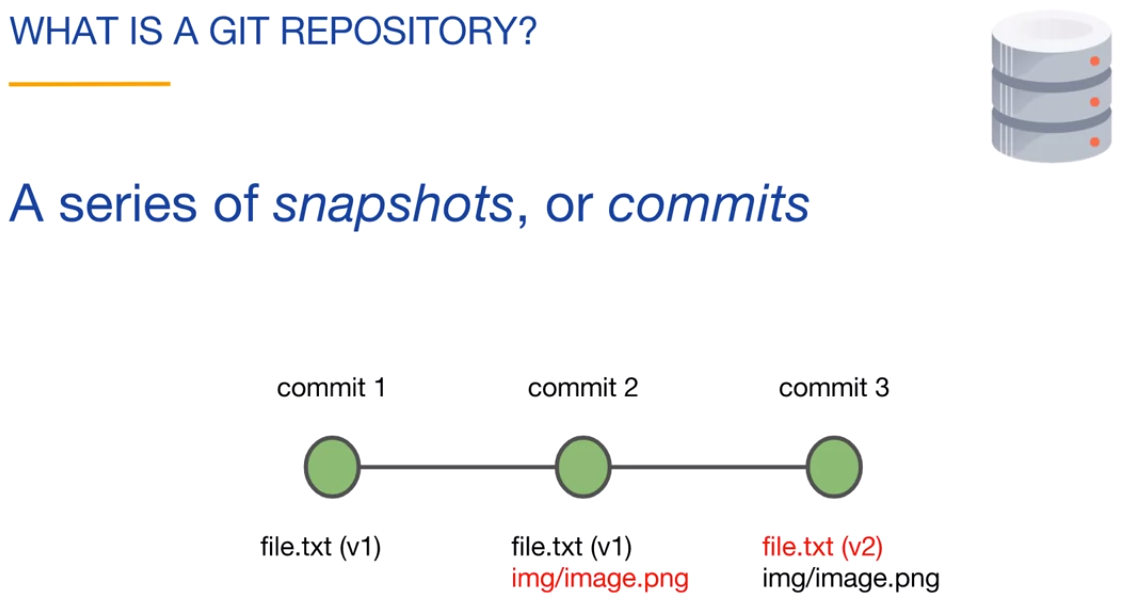 WHAT IS A GIT REPOSITORY?
A series of snapshots, or commits
commit 1
commit 2
commit 3
file.txt (v1)
file.txt (v1)
img/image.png
file.txt (v2)
img/image.png